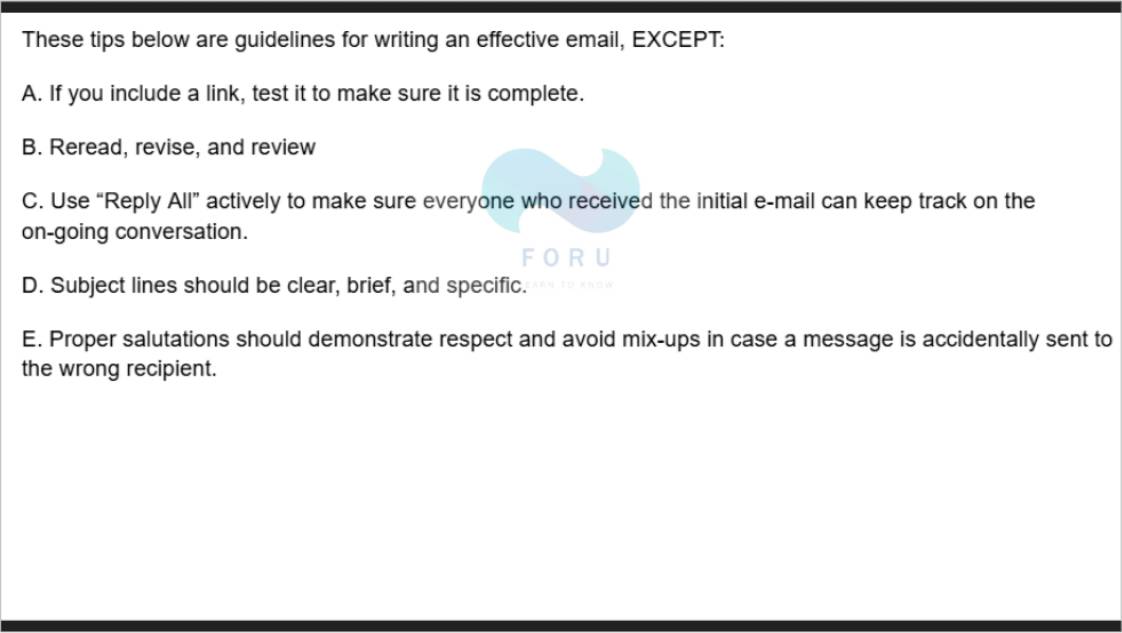 These tips below are guidelines for writing an effective email, EXCEPT:
A. If you include a link, test it to make sure it is complete.
B. Reread, revise, and review
C. Use “Reply All” actively to make sure everyone who received the initial e-mail can keep track on the
on-going conversation.
FORU
D. Subject lines should be clear, brief, and specific.
E. Proper salutations should demonstrate respect and avoid mix-ups in case a message is accidentally sent to
the wrong recipient.